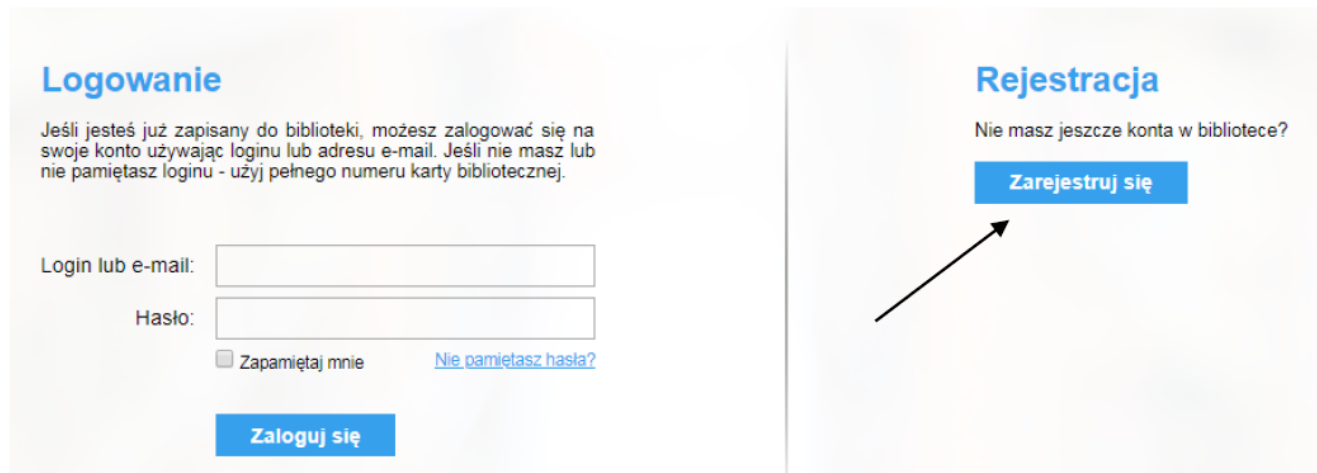 Logowanie
Jeśli jesteś już zapisany do biblioteki, możesz zalogować się na
swoje konto używając loginu lub adresu e-mail. Jeśli nie masz lub
nie pamiętasz loginu - użyj pełnego numeru karty bibliotecznej.
Login lub e-mail:
Hasło:
Zapamiętaj mnie
Nie pamiętasz hasła?
Zaloguj się
Rejestracja
Nie masz jeszcze konta w bibliotece?
Zarejestruj się